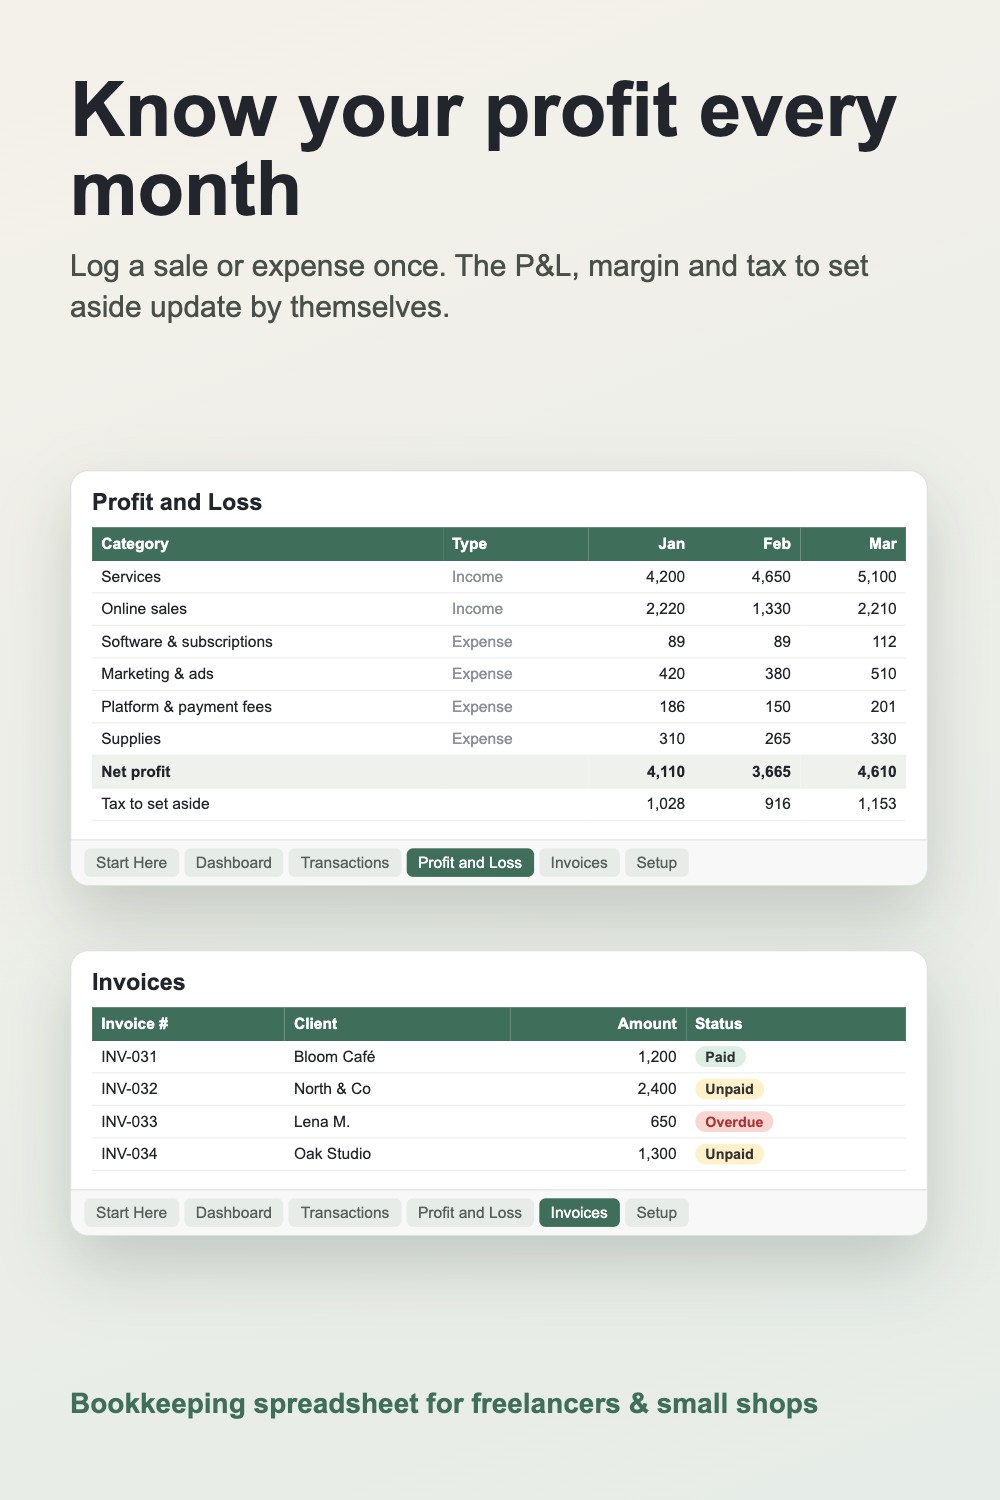 Know your profit every
month
Log a sale or expense once. The P&L, margin and tax to set
aside update by themselves.
Profit and Loss
Category Type Jan Feb Mar
Services Income 4,200 4,650 5,100
Online sales Income 2,220 1,330 2,210
Software & subscriptions Expense 89 89 112
Marketing & ads Expense 420 380 510
Platform & payment fees Expense 186 150 201
Supplies Expense 310 265 330
Net profit 4,110 3,665 4,610
Tax to set aside 1,028 916 1,153
Start Here Dashboard Transactions Profit and Loss Invoices Setup
Invoices
Invoice # Client Amount Status
INV-031 Bloom Café 1,200 Paid
INV-032 North & Co 2,400 Unpaid
INV-033 Lena M. 650 Overdue
INV-034 Oak Studio 1,300 Unpaid
Start Here Dashboard Transactions Profit and Loss Invoices Setup
Bookkeeping spreadsheet for freelancers & small shops